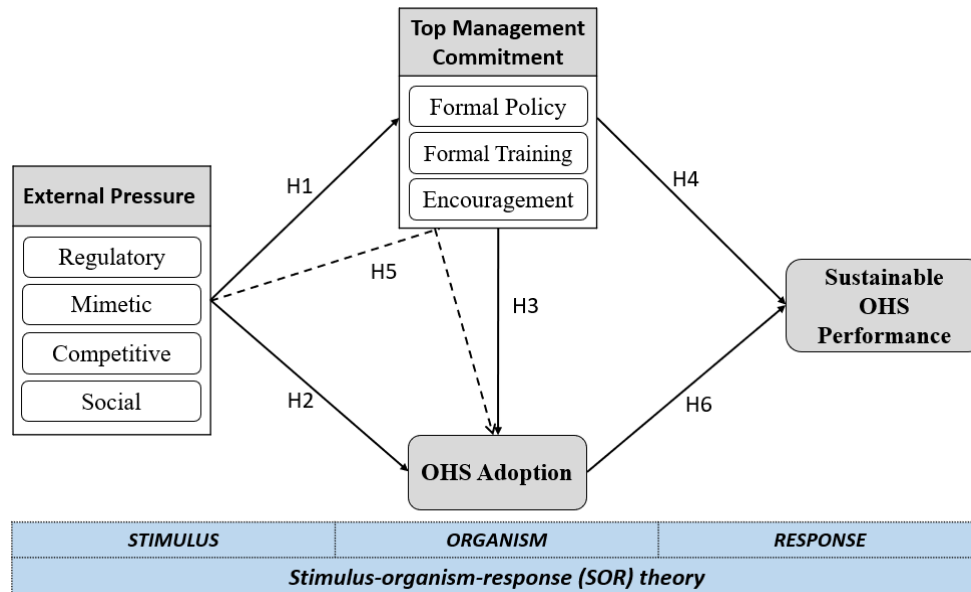 Top Management
Commitment
Formal Policy
Formal Training
Encouragement
External Pressure
Regulatory
Mimetic
Competitive
Social
H1
H4
H5
H3
H2
H6
Sustainable
OHS
Performance
OHS Adoption
STIMULUS
ORGANISM
RESPONSE
Stimulus-organism-response (SOR) theory